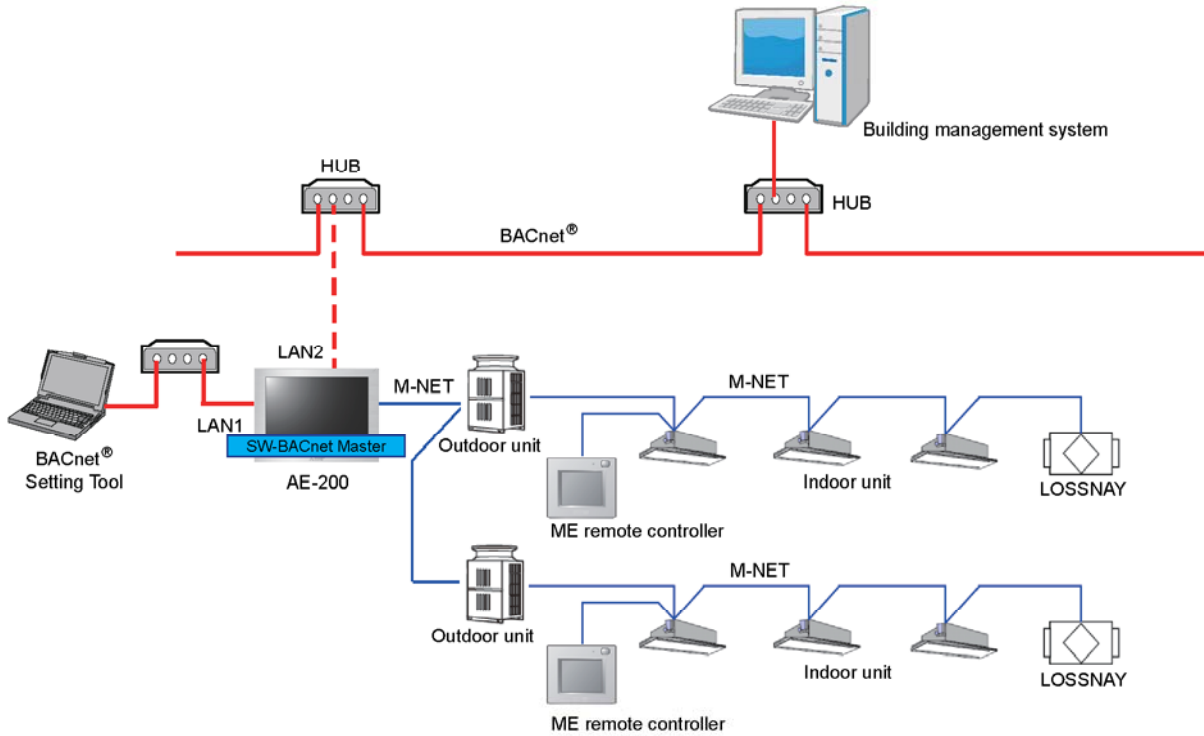 Building management system
HUB
HUB
BACnet®
LAN2
M-NET
M-NET
LAN1
SW-BACnet Master
Outdoor unit
BACnet®
Setting Tool
AE-200
Indoor unit
LOSSNAY
ME remote controller
M-NET
Outdoor unit
Indoor unit
LOSSNAY
ME remote controller